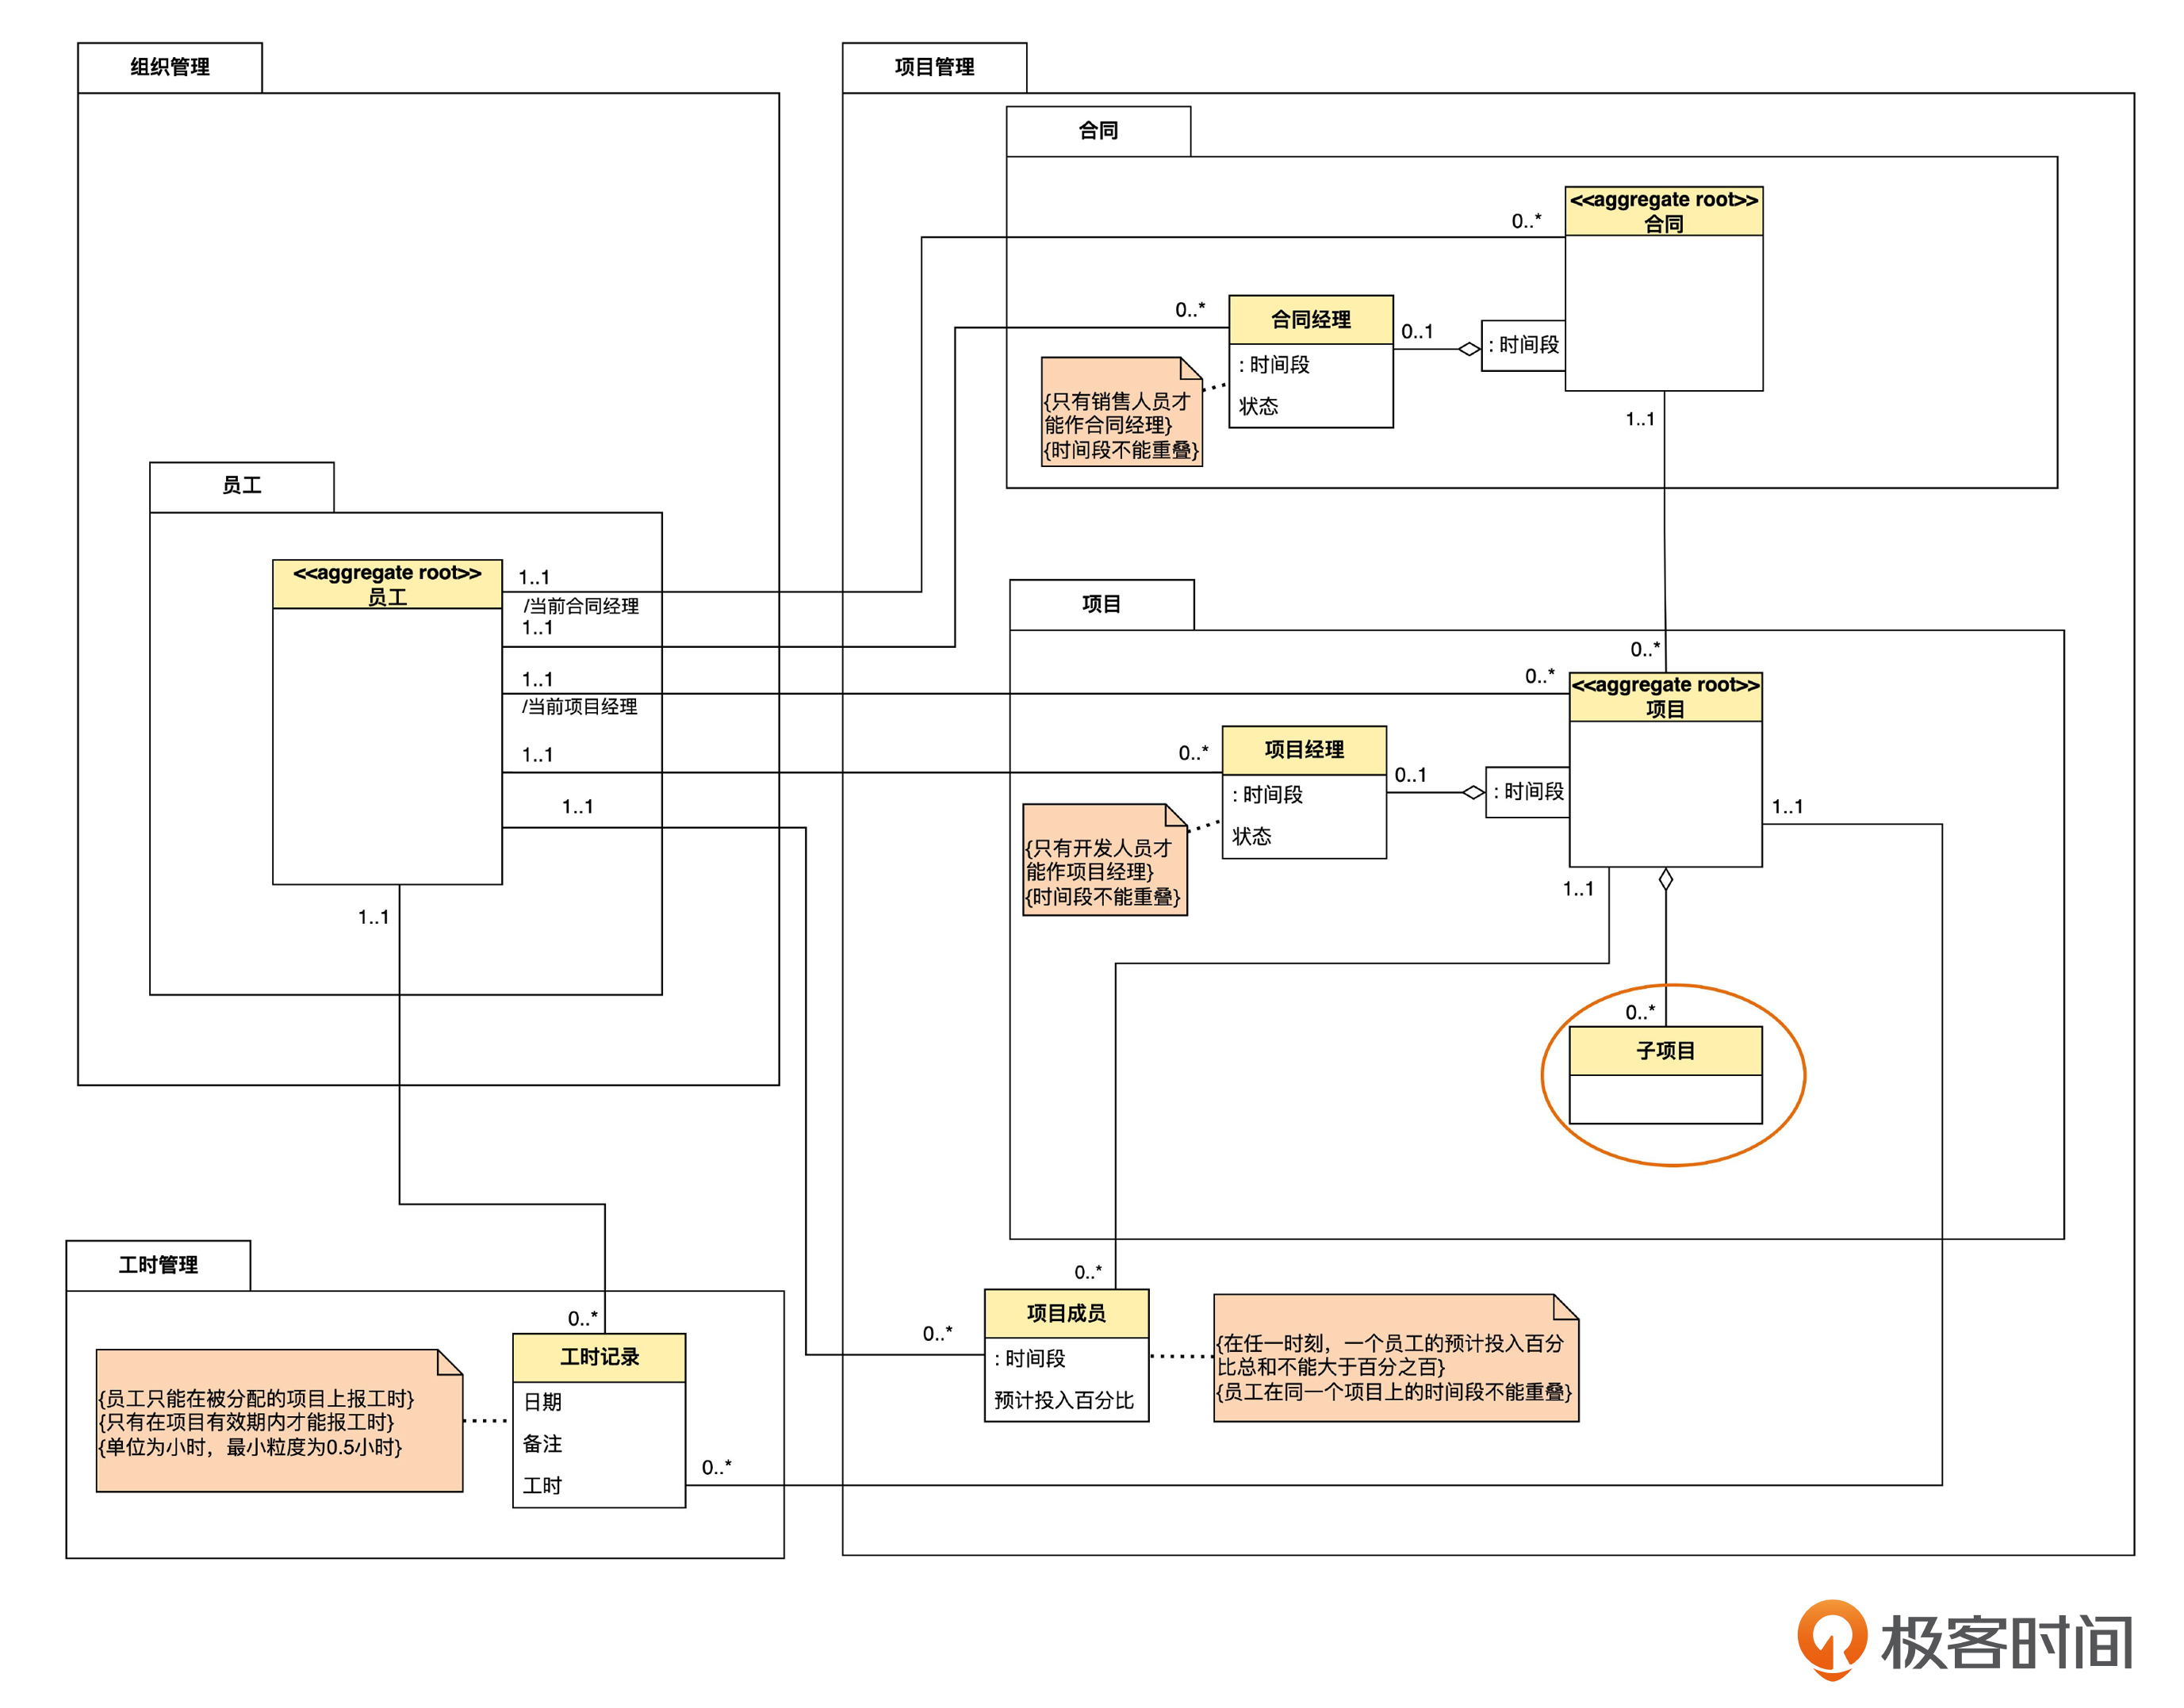 组织管理
项目管理
合同
<<aggregate root>>
合同
0..*
0..*
合同经理
: 时间段
状态
0..1
: 时间段
{只有销售人员才
能作合同经理}
{时间段不能重叠}
1..1
员工
<<aggregate root>>
员工
1..1
/当前合同经理
1..1
1..1
/当前项目经理
1..1
1..1
1..1
项目
0..*
0..*
<<aggregate root>>
项目
0..*
项目经理
: 时间段
状态
0..1
: 时间段
1..1
{只有开发人员才
能作项目经理}
{时间段不能重叠}
1..1
0..*
子项目
工时管理
0..*
工时记录
日期
备注
工时
{员工只能在被分配的项目上报工时}
{只有在项目有效期内才能报工时}
{单位为小时，最小粒度为0.5小时}
0..*
0..*
0..*
项目成员
: 时间段
预计投入百分比
{在任一时刻，一个员工的预计投入百分
比总和不能大于百分之百}
{员工在同一个项目上的时间段不能重叠}
极客时间